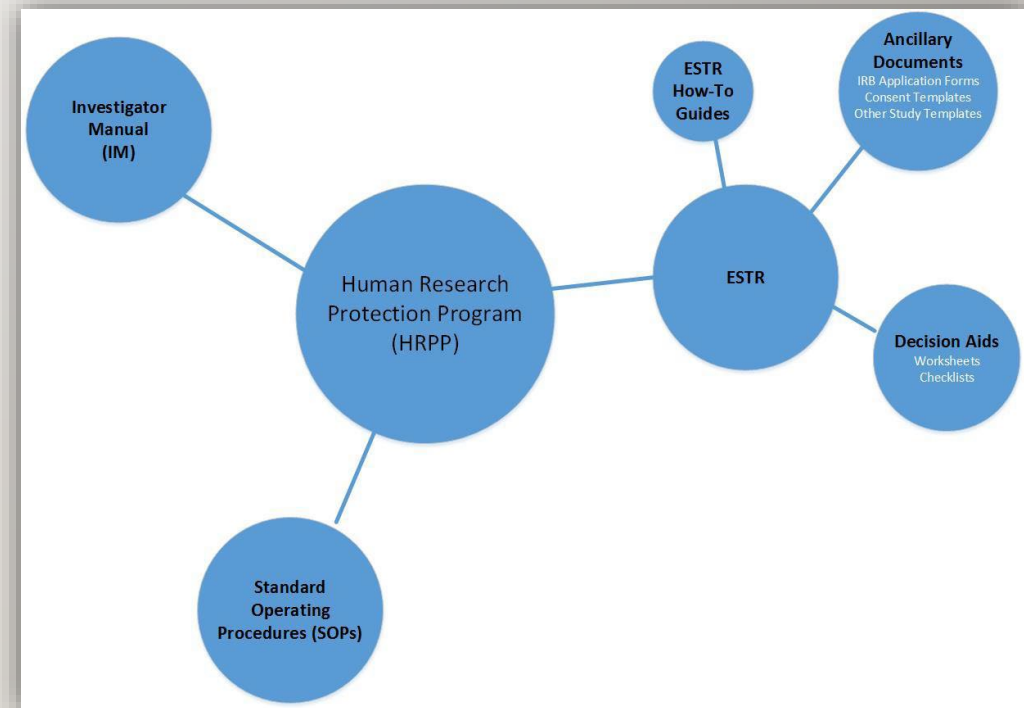 Investigator
Manual
(IM)
ESTR
How-To
Guides
Ancillary
Documents
IRB Application Forms
Consent Templates
Other Study Templates
Human Research
Protection Program
(HRPP)
ESTR
Decision Aids
Worksheets
Checklists
Standard
Operating
Procedures (SOPs)